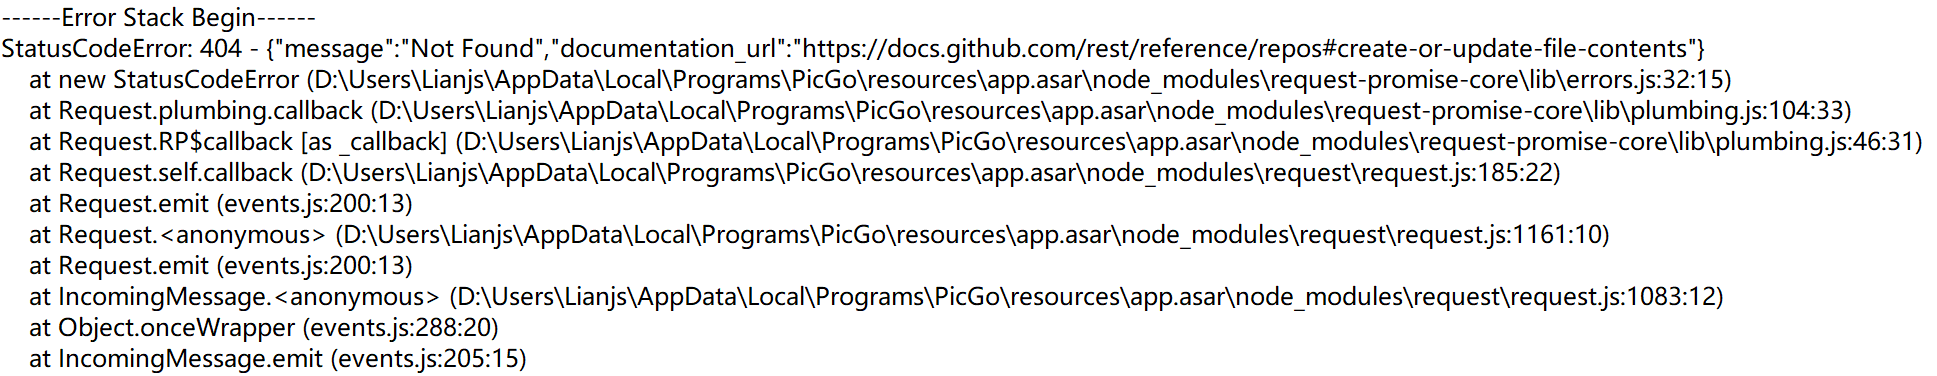 ------Error Stack Begin------
StatusCodeError: 404 - {"message":"Not Found","documentation_url":"https://docs.github.com/rest/reference/repos#create-or-update-file-contents"}
at new StatusCodeError (D:\Users\Lianjs\AppData\Local\Programs\PicGo\resources\app.asar\node_modules\request-promise-core\lib\errors.js:32:15)
at Request.plumbing.callback (D:\Users\Lianjs\AppData\Local\Programs\PicGo\resources\app.asar\node_modules\request-promise-core\lib\plumbing.js:104:33)
at Request.RP$callback [as _callback] (D:\Users\Lianjs\AppData\Local\Programs\PicGo\resources\app.asar\node_modules\request-promise-core\lib\plumbing.js:46:31)
at Request.self.callback (D:\Users\Lianjs\AppData\Local\Programs\PicGo\resources\app.asar\node_modules\request\request.js:185:22)
at Request.emit (events.js:200:13)
at Request.<anonymous> (D:\Users\Lianjs\AppData\Local\Programs\PicGo\resources\app.asar\node_modules\request\request.js:1161:10)
at Request.emit (events.js:200:13)
at IncomingMessage.<anonymous> (D:\Users\Lianjs\AppData\Local\Programs\PicGo\resources\app.asar\node_modules\request\request.js:1083:12)
at Object.onceWrapper (events.js:288:20)
at IncomingMessage.emit (events.js:205:15)